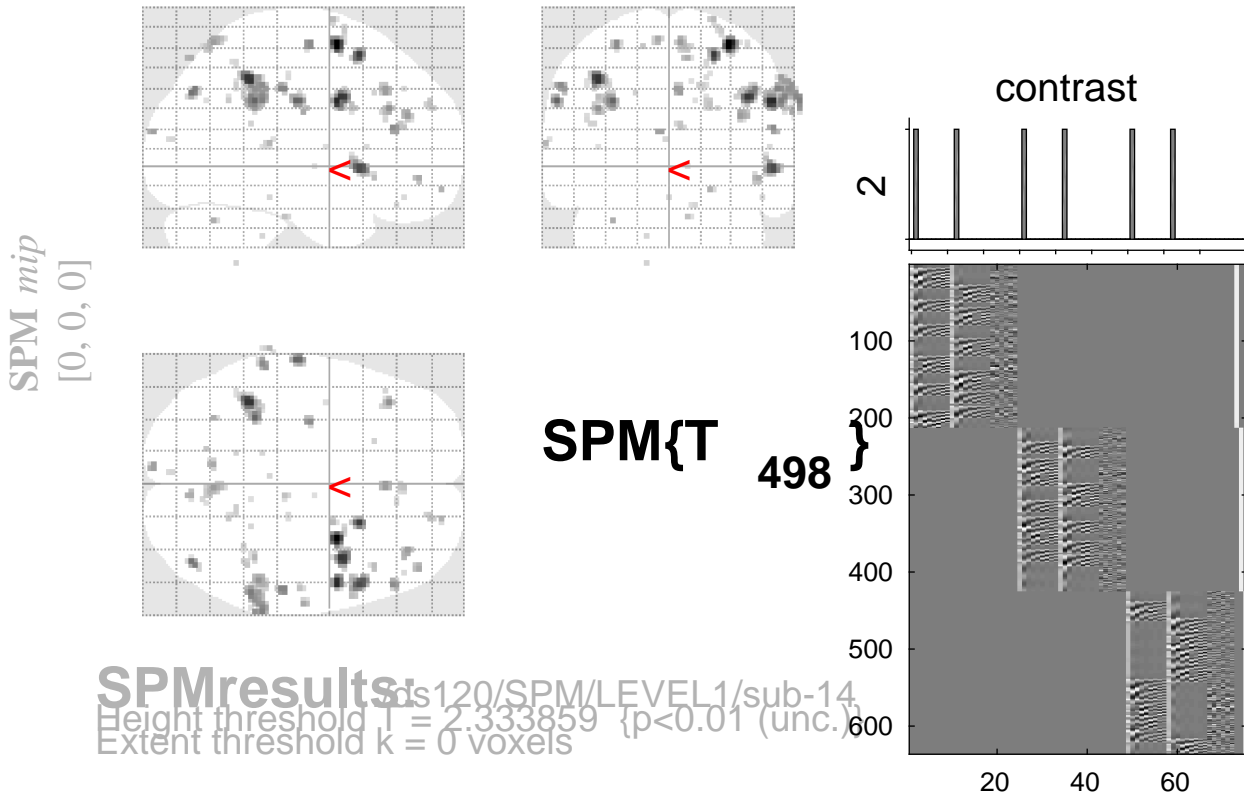 SPM mip
[0, 0, 0]
<
<
<
SPM{T 498 }
SPMresults: /ds120/SPM/LEVEL1/sub-14
Height threshold T = 2.333859 {p<0.01 (unc.)}
Extent threshold k = 0 voxels
contrast
2
100
200
300
400
500
600
20 40 60